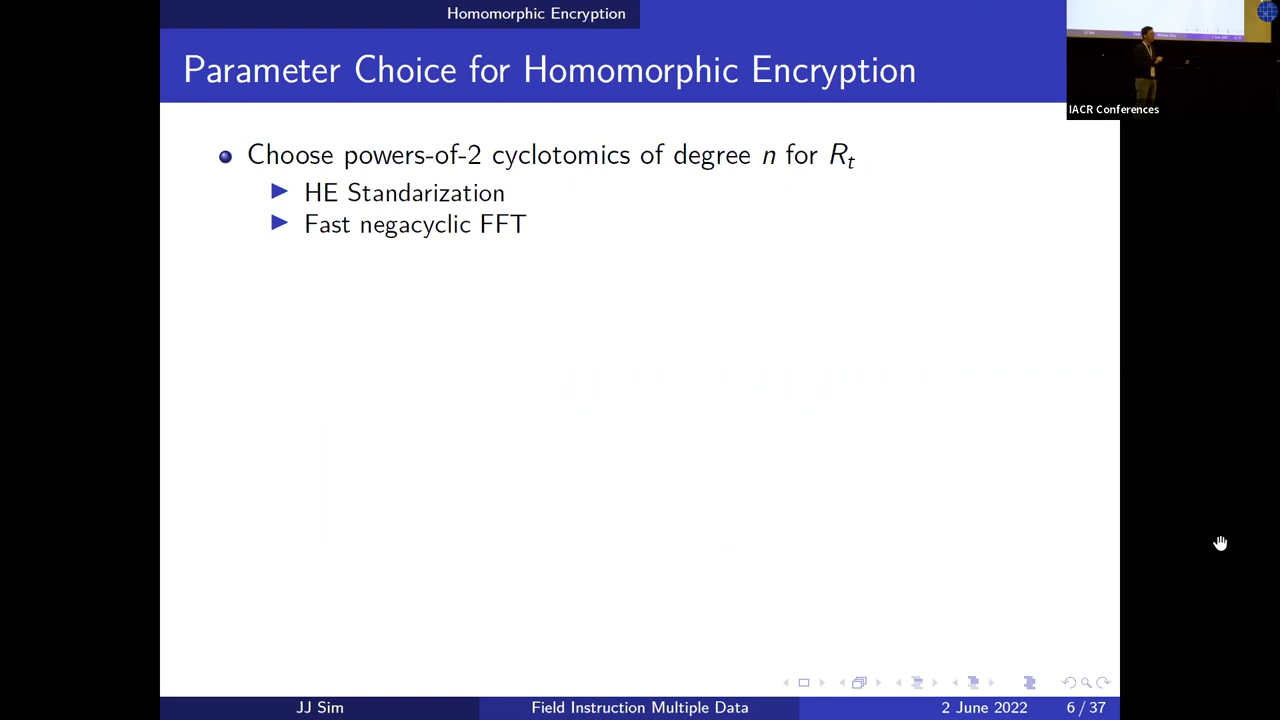 Homomorphic Encryption
Parameter Choice for Homomorphic Encryption
IACR Conferences
Choose powers-of-2 cyclotomics of degree n for Rₜ
HE Standarization
Fast negacyclic FFT
JJ Sim
Field Instruction Multiple Data
2 June 2022
6 / 37